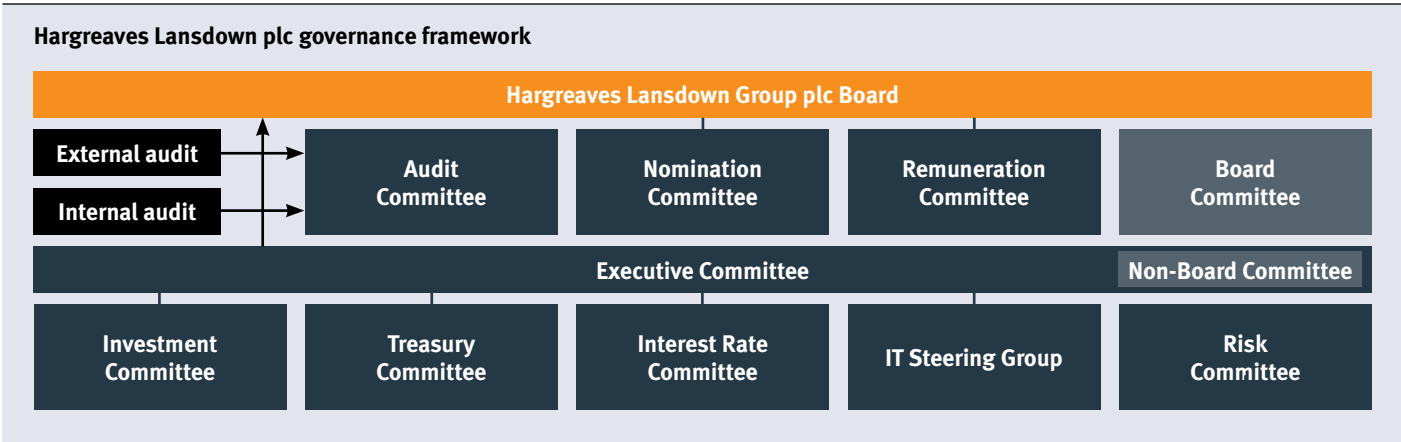 Hargreaves Lansdown plc governance framework
Hargreaves Lansdown Group plc Board
External audit
Internal audit
Audit
Committee
Nomination
Committee
Remuneration
Committee
Board
Committee
Executive Committee
Non-Board Committee
Investment
Committee
Treasury
Committee
Interest Rate
Committee
IT Steering Group
Risk
Committee